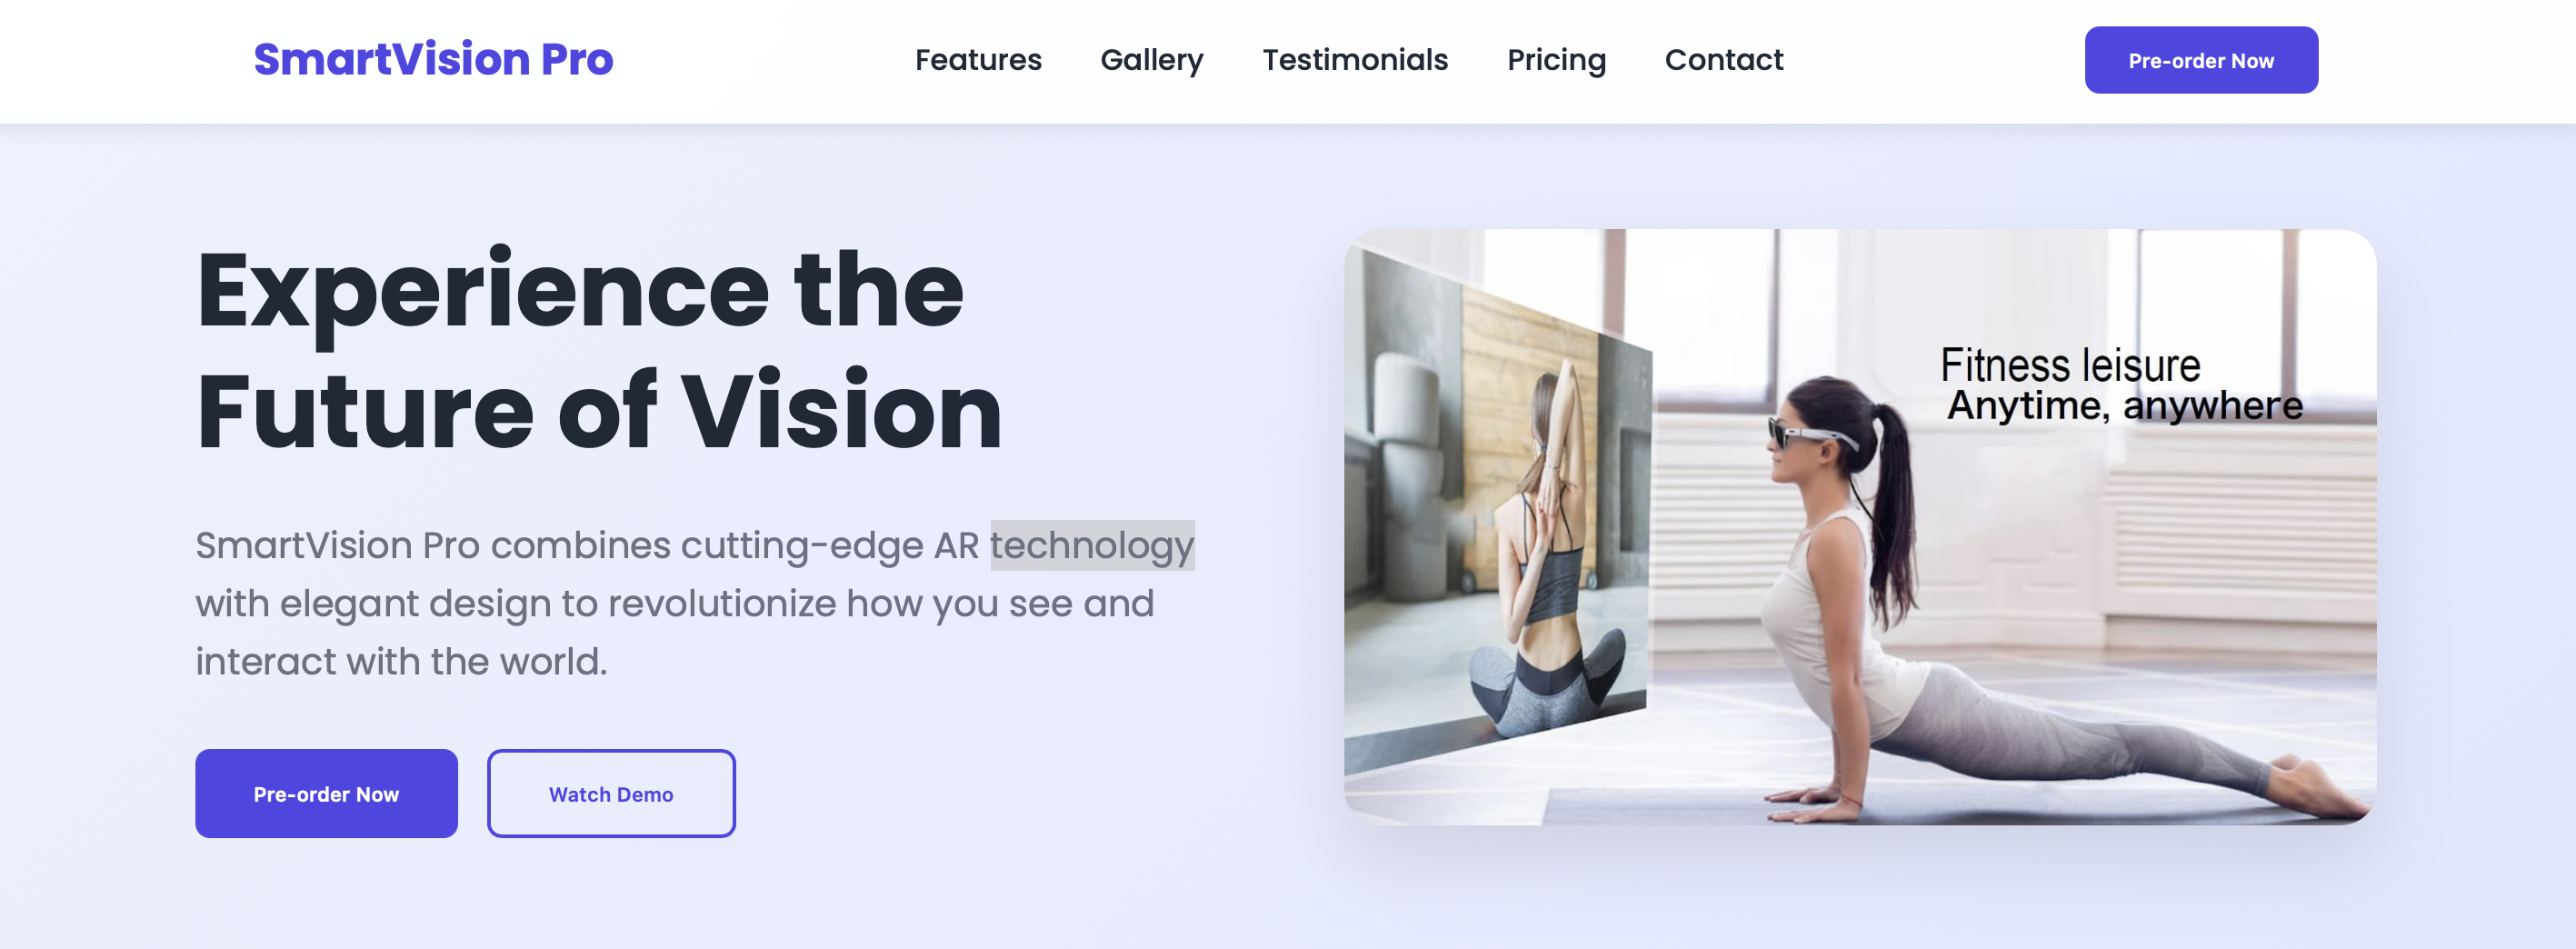 SmartVision Pro
Features
Gallery
Testimonials
Pricing
Contact
Pre-order Now
Experience the
Future of Vision
SmartVision Pro combines cutting-edge AR technology
with elegant design to revolutionize how you see and
interact with the world.
Pre-order Now
Watch Demo
Fitness leisure
Anytime, anywhere